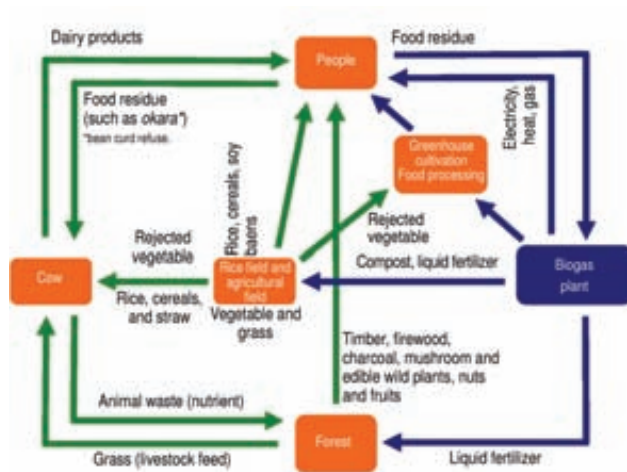 Dairy products
People
Food residue
Food residue
(such as okara*)
*bean curd refuse.
Electricity,
heat, gas
Greenhouse
cultivation
Food processing
Rice, cereals, soy
baens
Rejected
vegetable
Rejected
vegetable
Cow
Rice field and
agricultural
field
Compost, liquid fertilizer
Biogas
plant
Rice, cereals,
and straw
Vegetable and
grass
Timber, firewood,
charcoal, mushroom and
edible wild plants, nuts
and fruits
Animal waste (nutrient)
Forest
Grass (livestock feed)
Liquid fertilizer